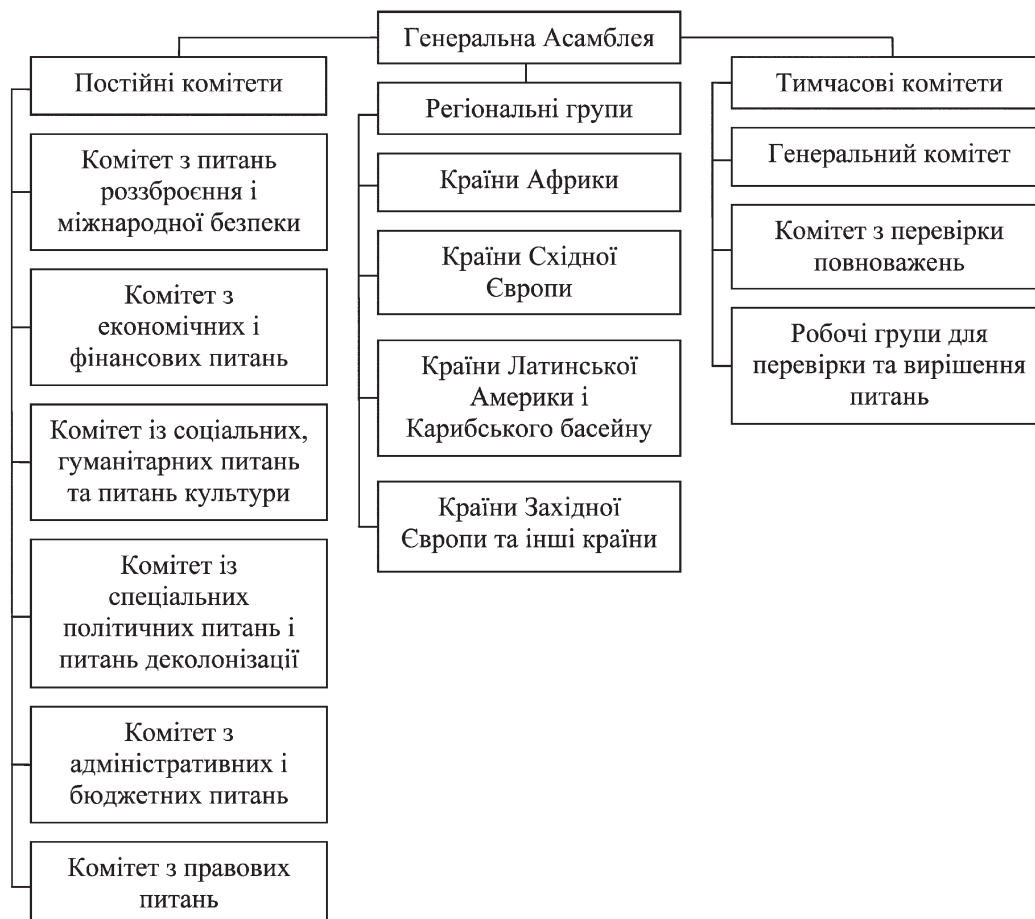 Генеральна Асамблея
Постійні комітети
Комітет з питань
роззброєння і
міжнародної безпеки
Комітет з
економічних і
фінансових питань
Комітет із соціальних,
гуманітарних питань
та питань культури
Комітет із
спеціальних
політичних питань і
питань деколонізації
Комітет з
адміністративних і
бюджетних питань
Комітет з правових
питань
Регіональні групи
Країни Африки
Країни Східної
Європи
Країни Латинської
Америки і
Карибського басейну
Країни Західної
Європи та інші країни
Тимчасові комітети
Генеральний комітет
Комітет з перевірки
повноважень
Робочі групи для
перевірки та вирішення
питань